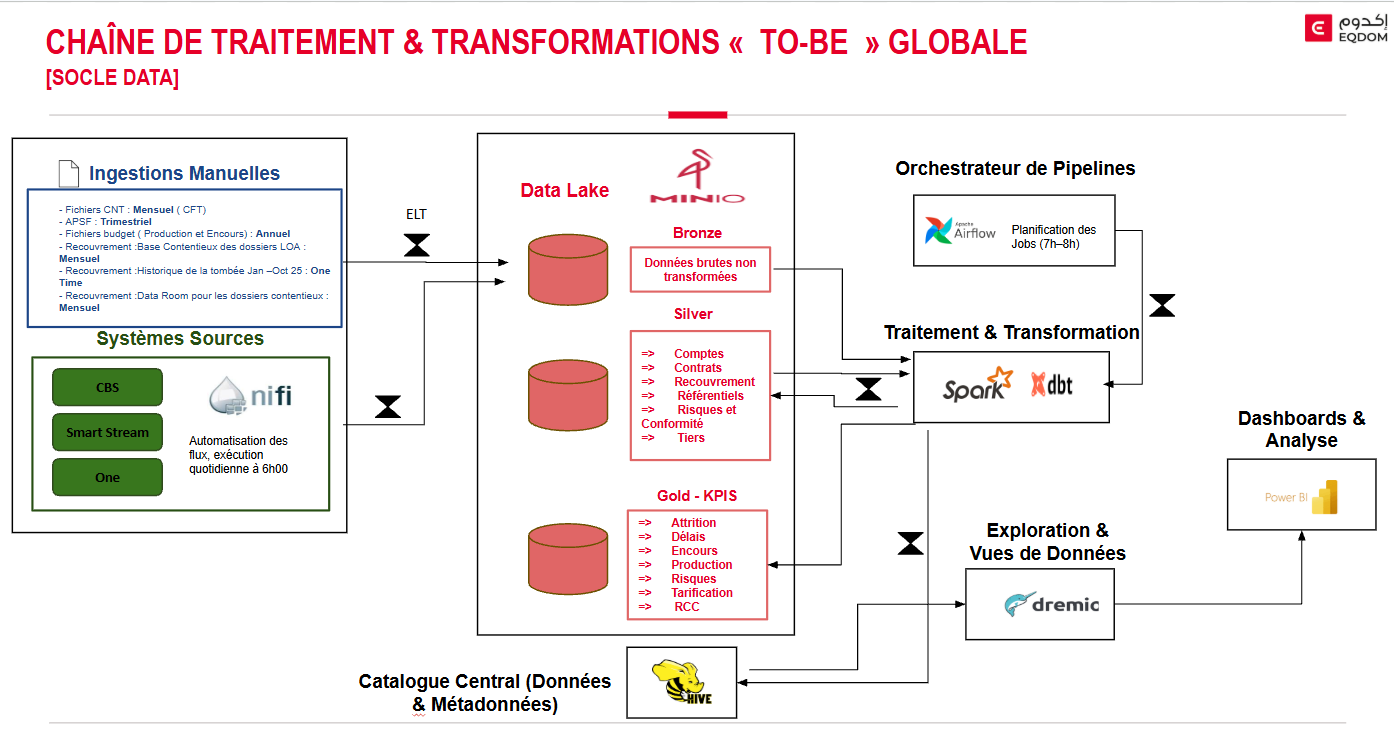 CHAÎNE DE TRAITEMENT & TRANSFORMATIONS « TO-BE » GLOBALE
[SOCLE DATA]
إكدوم
EQDOM
Ingestions Manuelles
- Fichiers CNT : Mensuel ( CFT)
- APSF : Trimestriel
- Fichiers budget ( Production et Encours) : Annuel
- Recouvrement :Base Contentieux des dossiers LOA :
Mensuel
- Recouvrement :Historique de la tombée Jan –Oct 25 : One
Time
- Recouvrement :Data Room pour les dossiers contentieux :
Mensuel
Systèmes Sources
CBS
Smart Stream
One
nifi
Automatisation des
flux, exécution
quotidienne à 6h00
ELT
Data Lake
MINIO
Bronze
Données brutes non
transformées
Silver
=> Comptes
=> Contrats
=> Recouvrement
=> Référentiels
=> Risques et
Conformité
=> Tiers
Gold - KPIS
=> Attrition
=> Délais
=> Encours
=> Production
=> Risques
=> Tarification
=> RCC
Orchestrateur de Pipelines
Apache
Airflow
Planification des
Jobs (7h–8h)
Traitement & Transformation
Spark
dbt
Dashboards &
Analyse
Power BI
Exploration &
Vues de Données
dremio
Catalogue Central (Données
& Métadonnées)
HIVE